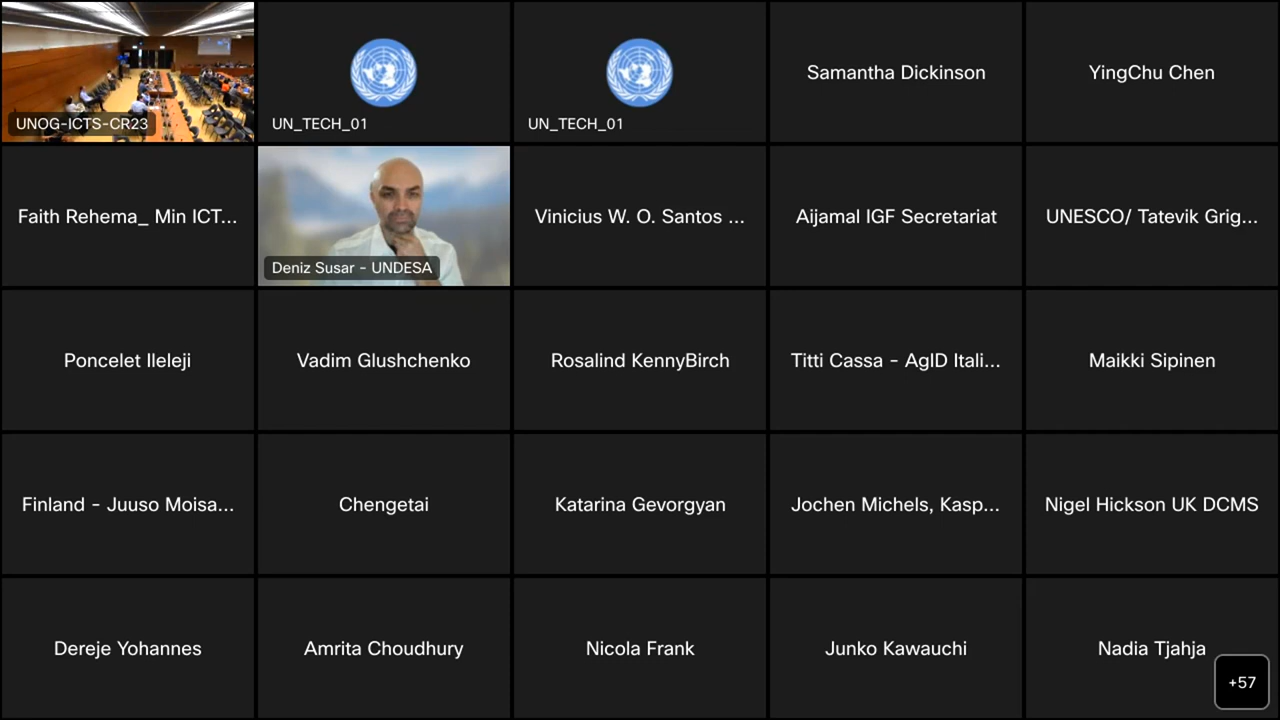 UNOG-ICTS-CR23
UN_TECH_01
UN_TECH_01
Samantha Dickinson
YingChu Chen
Faith Rehema_ Min ICT...
Deniz Susar - UNDESA
Vinicius W. O. Santos ...
Aijamal IGF Secretariat
UNESCO/ Tatevik Grig...
Poncelet Ileleji
Vadim Glushchenko
Rosalind KennyBirch
Titti Cassa - AgID Itali...
Maikki Sipinen
Finland - Juuso Moisa...
Chengetai
Katarina Gevorgyan
Jochen Michels, Kasp...
Nigel Hickson UK DCMS
Dereje Yohannes
Amrita Choudhury
Nicola Frank
Junko Kawauchi
Nadia Tjahja
+57